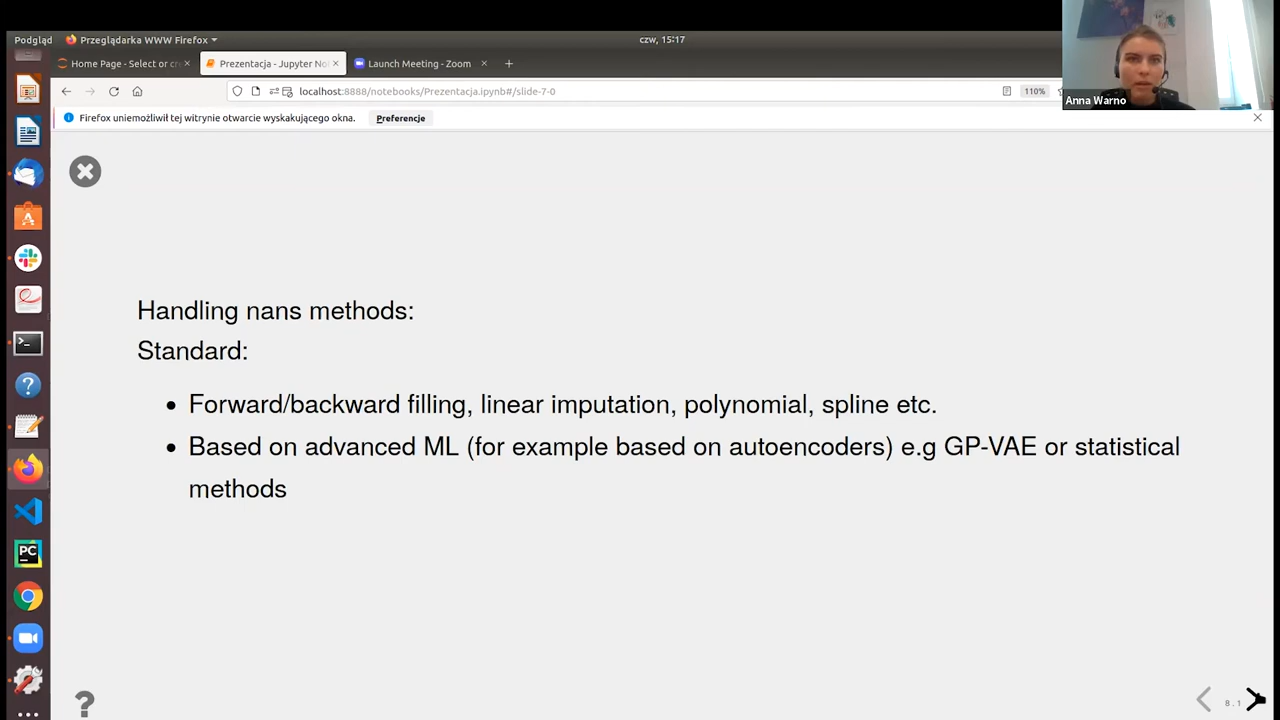 Podgląd
Przeglądarka WWW Firefox
czw, 15:17
Home Page - Select or cr
Prezentacja - Jupyter No
Launch Meeting - Zoom
localhost:8888/notebooks/Prezentacja.ipynb#/slide-7-0
110%
Anna Warno
Firefox uniemożliwił tej witrynie otwarcie wyskakującego okna.
Preferencje
Handling nans methods:
Standard:
Forward/backward filling, linear imputation, polynomial, spline etc.
Based on advanced ML (for example based on autoencoders) e.g GP-VAE or statistical
methods
PC
8.1